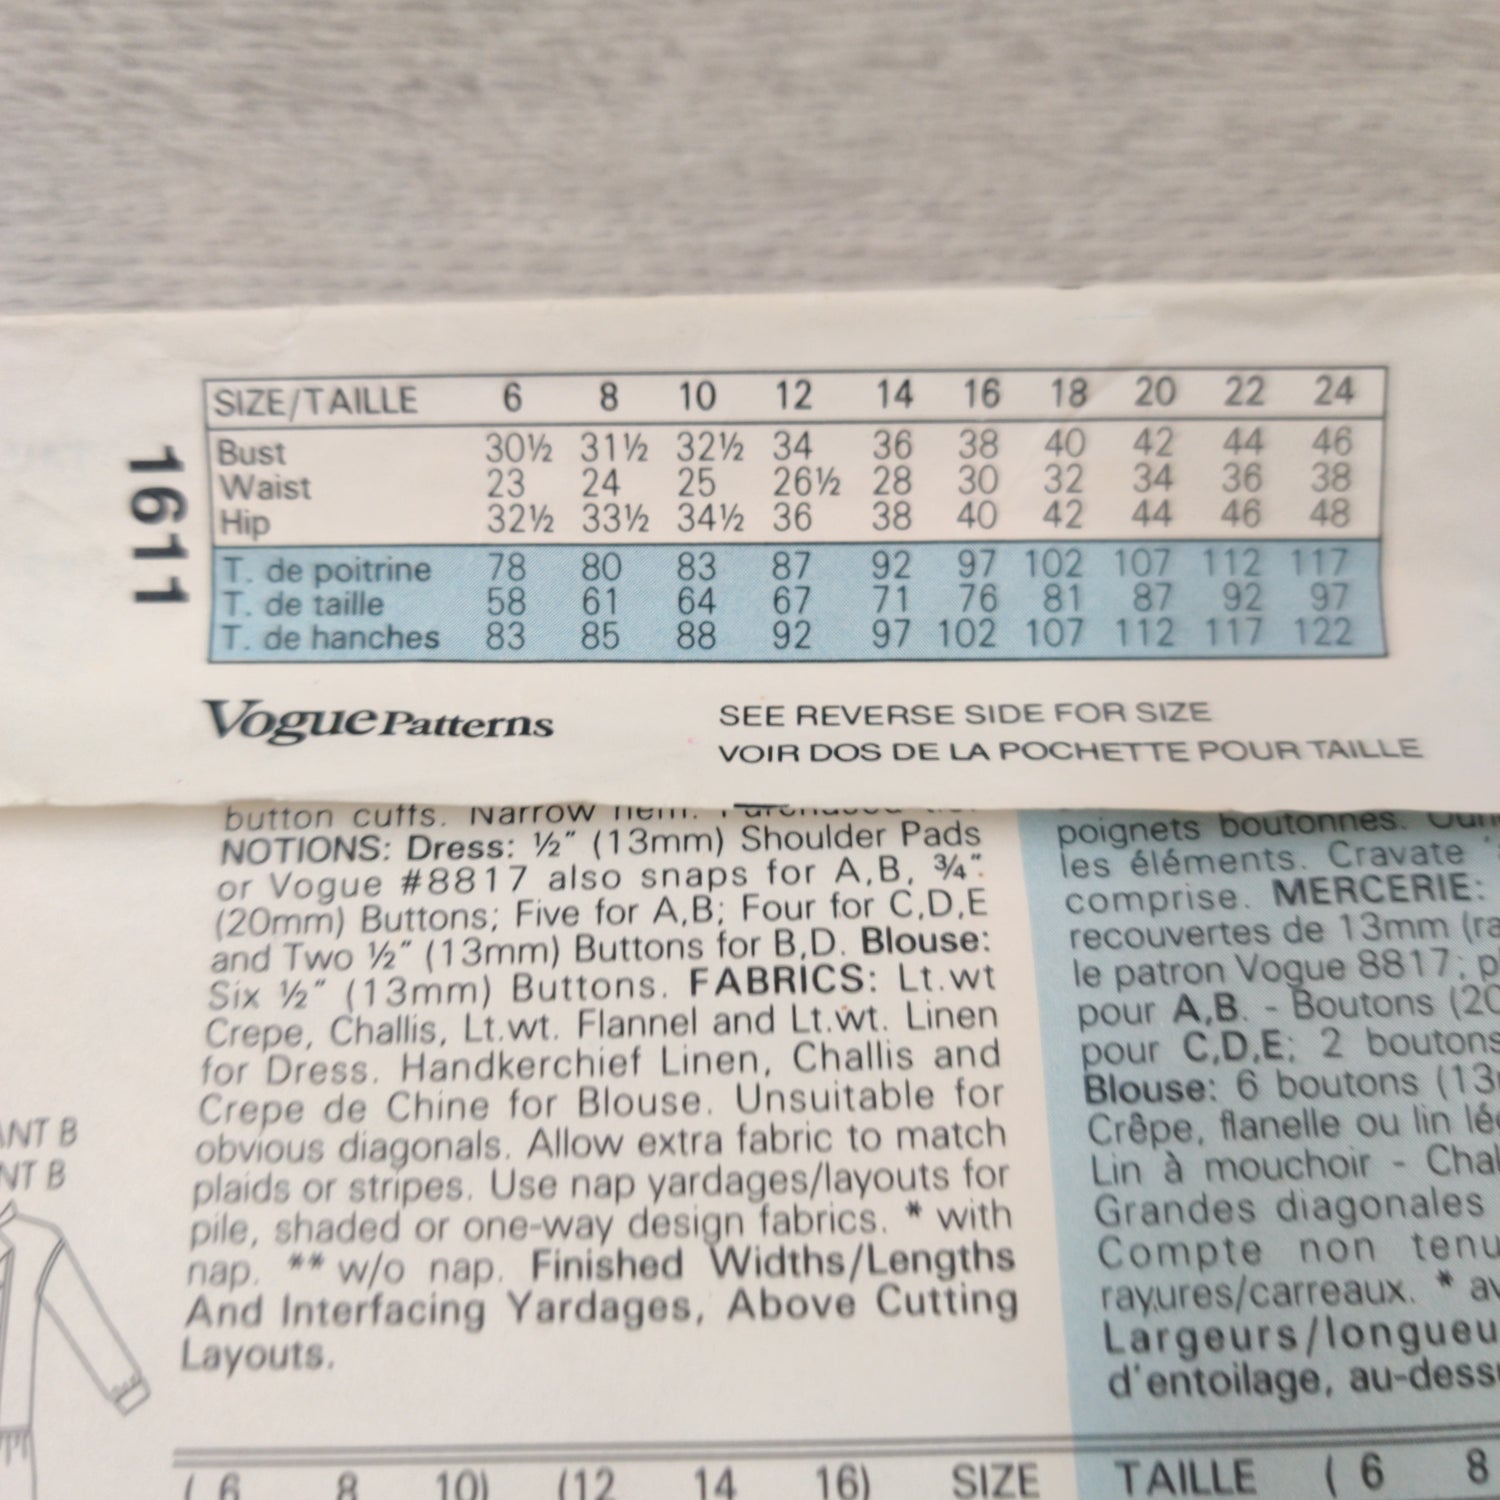 1611
SIZE/TAILLE 6 8 10 12 14 16 18 20 22 24
Bust 30½ 31½ 32½ 34 36 38 40 42 44 46
Waist 23 24 25 26½ 28 30 32 34 36 38
Hip 32½ 33½ 34½ 36 38 40 42 44 46 48
T. de poitrine 78 80 83 87 92 97 102 107 112 117
T. de taille 58 61 64 67 71 76 81 87 92 97
T. de hanches 83 85 88 92 97 102 107 112 117 122
Vogue Patterns
SEE REVERSE SIDE FOR SIZE
VOIR DOS DE LA POCHETTE POUR TAILLE
button cuffs. Narrow hem.
NOTIONS: Dress: ½" (13mm) Shoulder Pads
or Vogue #8817 also snaps for A,B, ¾"
(20mm) Buttons; Five for A,B; Four for C,D,E
and Two ½" (13mm) Buttons for B,D. Blouse:
Six ½" (13mm) Buttons. FABRICS: Lt.wt
Crepe, Challis, Lt.wt. Flannel and Lt.wt. Linen
for Dress. Handkerchief Linen, Challis and
Crepe de Chine for Blouse. Unsuitable for
obvious diagonals. Allow extra fabric to match
plaids or stripes. Use nap yardages/layouts for
pile, shaded or one-way design fabrics. * with
nap. ** w/o nap. Finished Widths/Lengths
And Interfacing Yardages, Above Cutting
Layouts.
poignets boutonnés.
les éléments. Cravate
comprise. MERCERIE:
recouvertes de 13mm (ra
le patron Vogue 8817; p
pour A,B. - Boutons (20
pour C,D,E; 2 boutons
Blouse: 6 boutons (13
Crêpe, flanelle ou lin lé
Lin à mouchoir - Chal
Grandes diagonales
Compte non tenu
rayures/carreaux. * av
Largeurs/longueu
d'entoilage, au-dess
ANT B
NT B
( 6 8 10) (12 14 16) SIZE
TAILLE ( 6 8